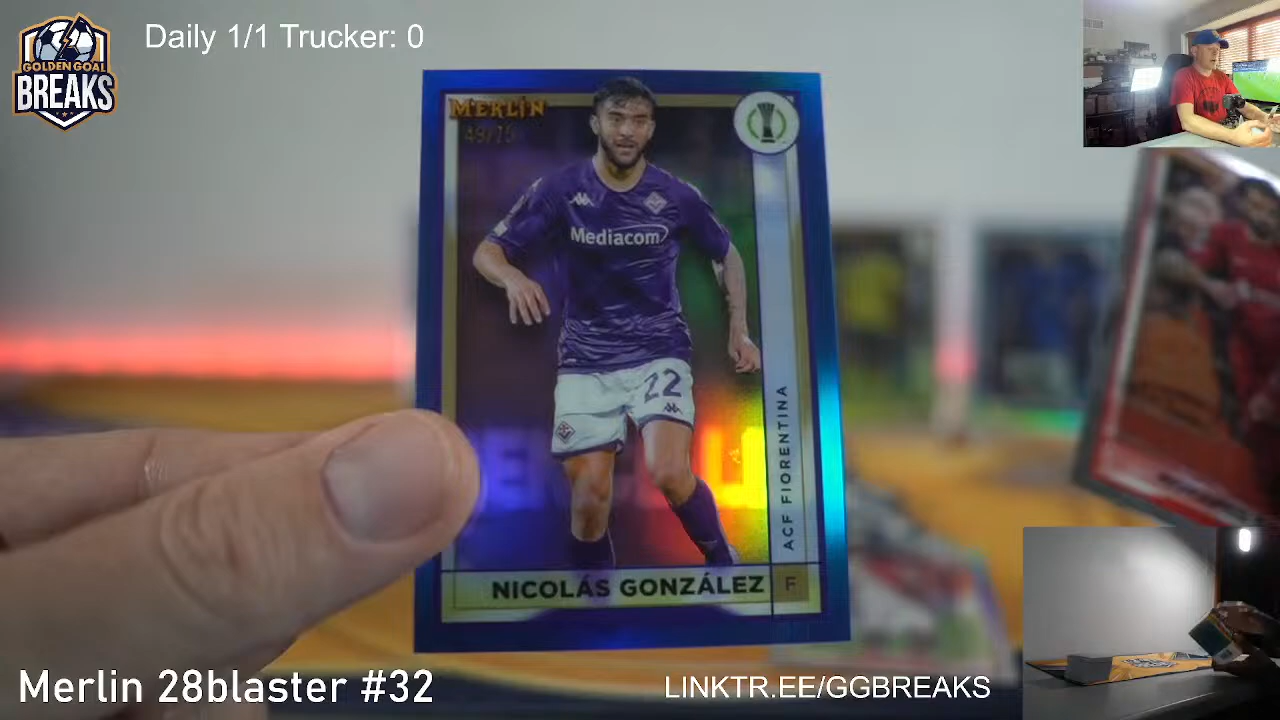 Daily 1/1 Trucker: 0
GOLDEN GOAL
BREAKS
MERLIN
49/75
Mediacom
22
ACF FIORENTINA
NICOLÁS GONZÁLEZ F
Merlin 28blaster #32
LINKTR.EE/GGBREAKS